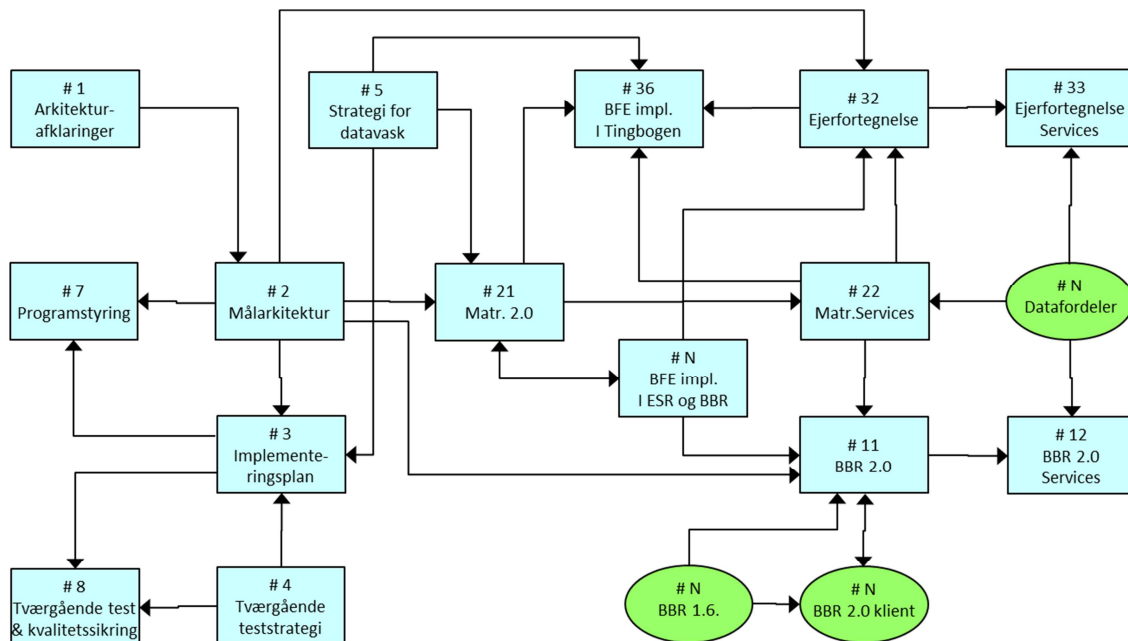 # 1
Arkitektur-
afklaringer
# 5
Strategi for
datavask
# 36
BFE impl.
I Tingbogen
# 32
Ejerfortegnelse
# 33
Ejerfortegnelse
Services
# 7
Programstyring
# 2
Målarkitektur
# 21
Matr. 2.0
# 22
Matr.Services
# N
Datafordeler
# N
BFE impl.
I ESR og BBR
# 3
Implemente-
ringsplan
# 11
BBR 2.0
# 12
BBR 2.0
Services
# 8
Tværgående test
& kvalitetssikring
# 4
Tværgående
teststrategi
# N
BBR 1.6.
# N
BBR 2.0 klient